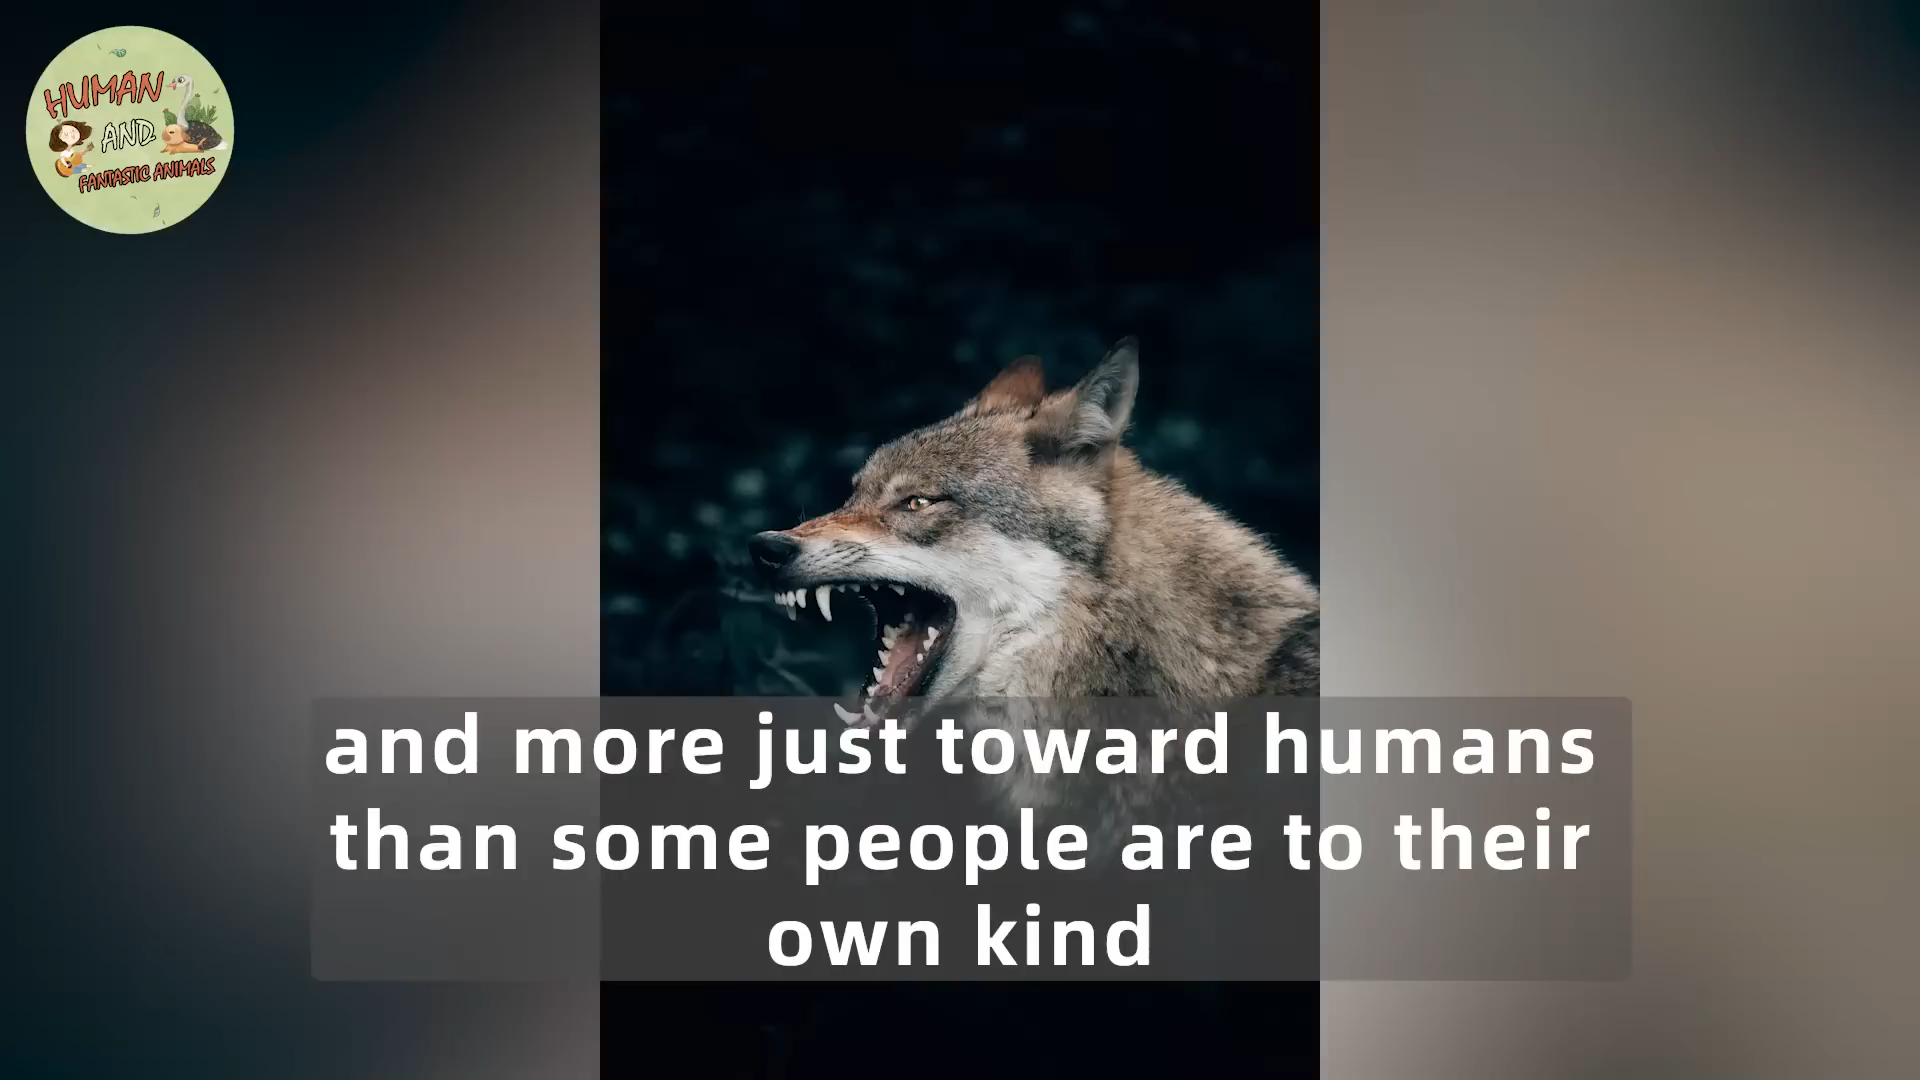 HUMAN
AND
FANTASTIC ANIMALS
and more just toward humans
than some people are to their
own kind